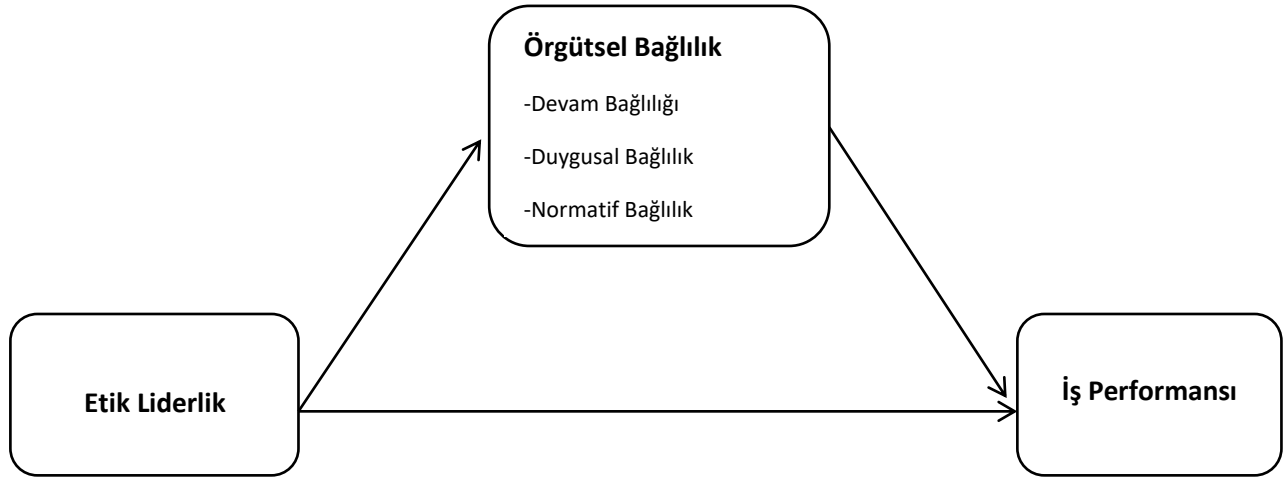 Örgütsel Bağlılık
-Devam Bağlılığı
-Duygusal Bağlılık
-Normatif Bağlılık
Etik Liderlik
İş Performansı